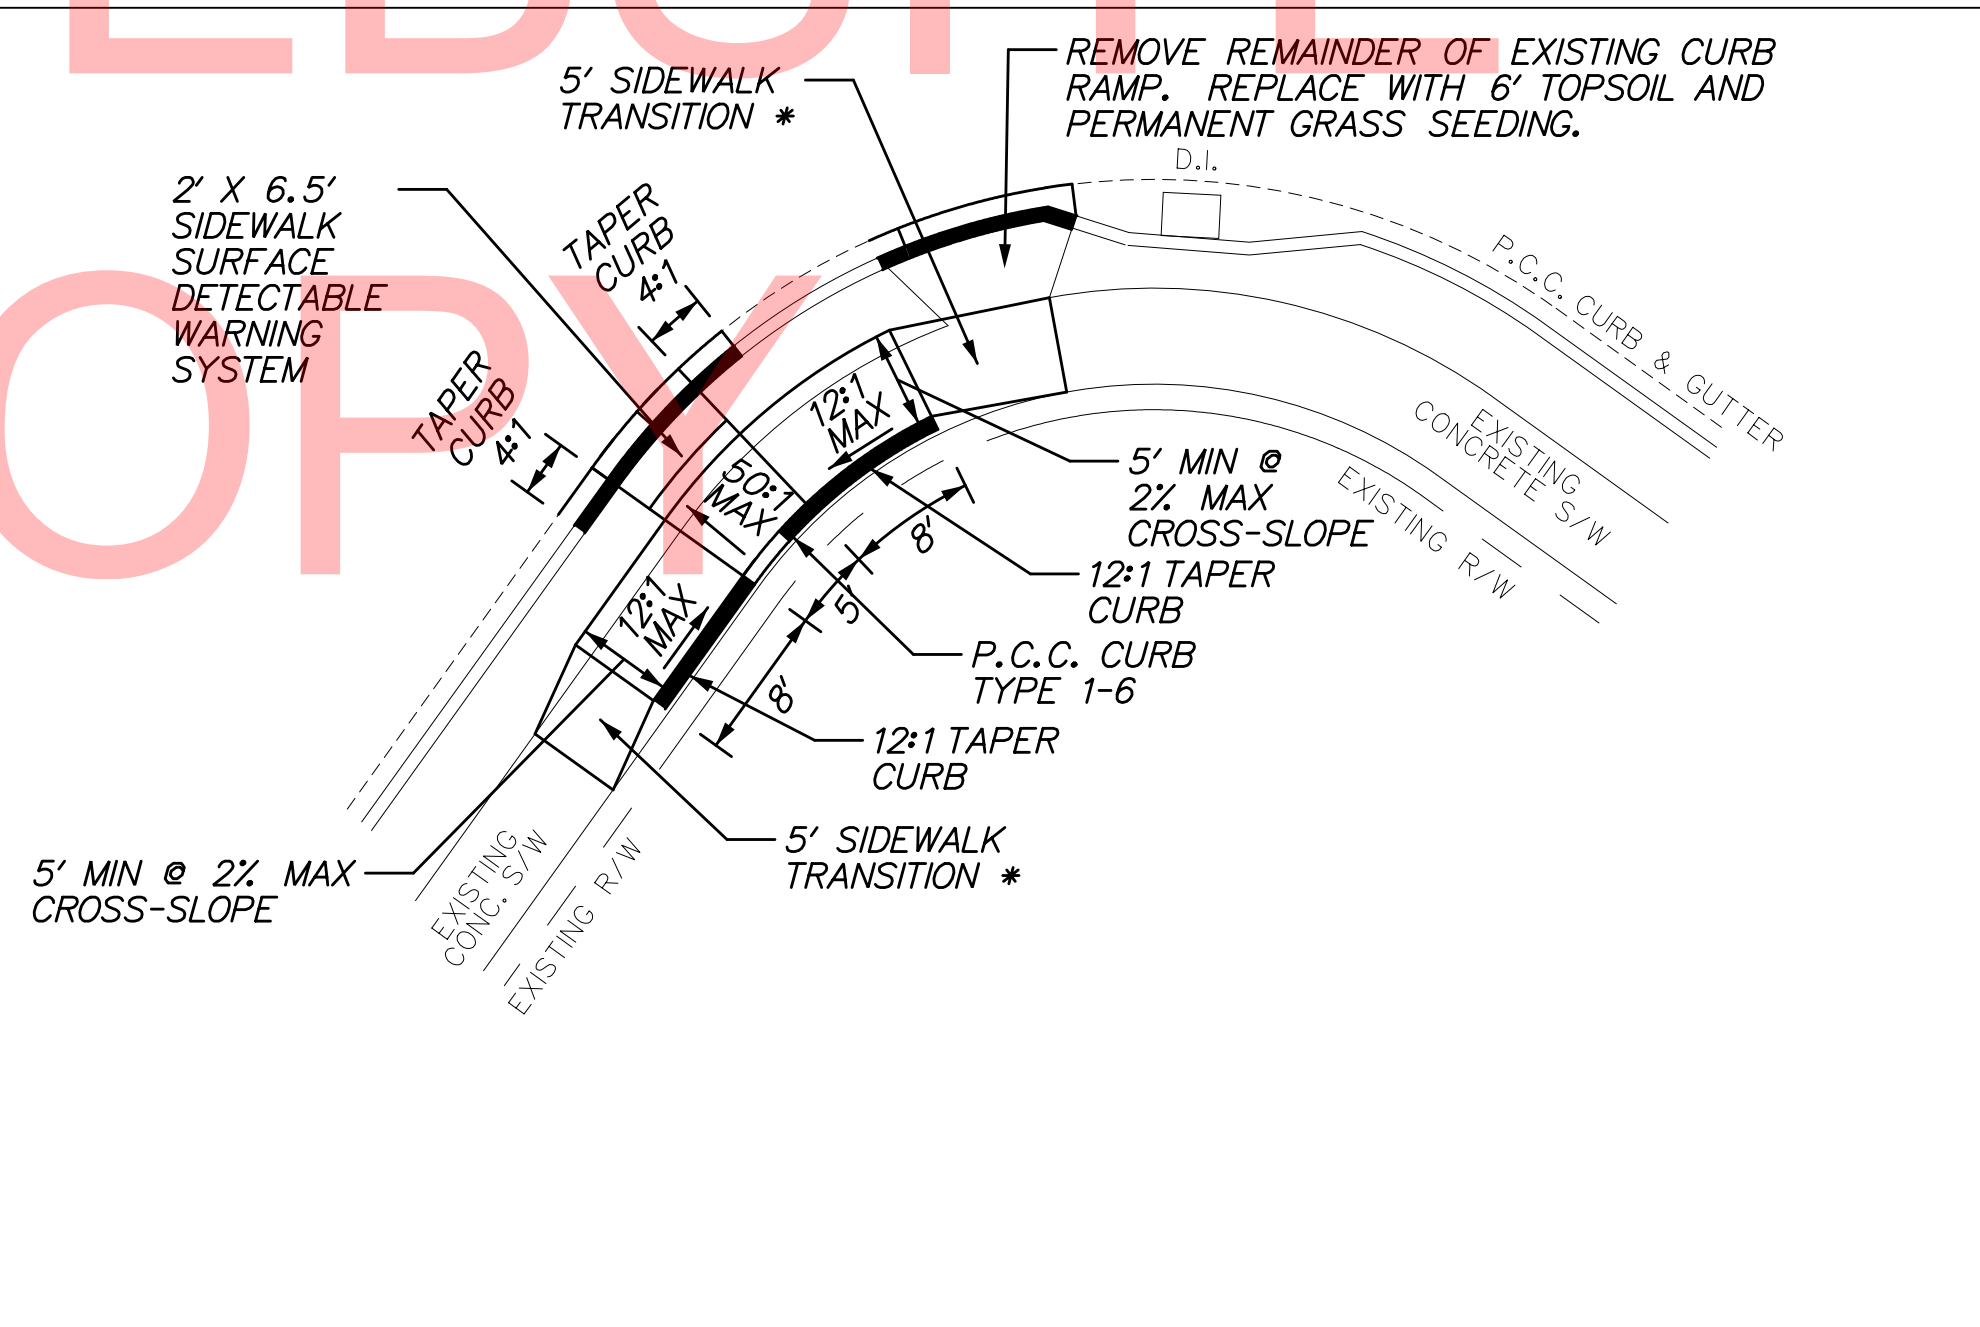 REMOVE REMAINDER OF EXISTING CURB
RAMP. REPLACE WITH 6' TOPSOIL AND
PERMANENT GRASS SEEDING.
5' SIDEWALK
TRANSITION *
D.I.
2' X 6.5'
SIDEWALK
SURFACE
DETECTABLE
WARNING
SYSTEM
TAPER
CURB
4:1
TAPER
CURB
4:1
P.C.C. CURB & GUTTER
12:1
MAX
50:1
MAX
12:1
MAX
EXISTING
CONCRETE S/W
EXISTING R/W
5' MIN @
2% MAX
CROSS-SLOPE
8'
5'
8'
12:1 TAPER
CURB
P.C.C. CURB
TYPE 1-6
12:1 TAPER
CURB
5' SIDEWALK
TRANSITION *
5' MIN @ 2% MAX
CROSS-SLOPE
EXISTING
CONC. S/W
EXISTING R/W
OPY